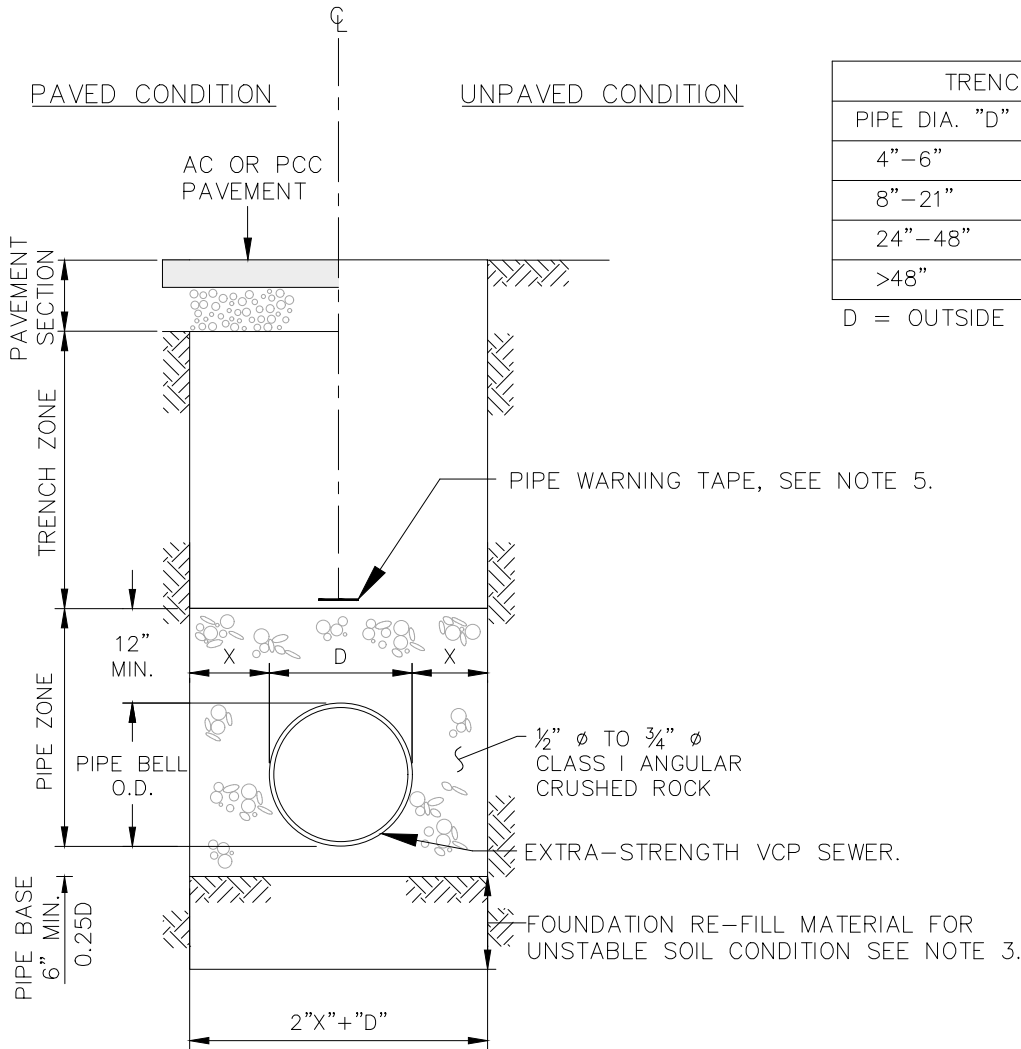 ℄
PAVED CONDITION
UNPAVED CONDITION
AC OR PCC
PAVEMENT
PAVEMENT
SECTION
TRENCH ZONE
PIPE WARNING TAPE, SEE NOTE 5.
12”
MIN.
X
D
X
PIPE ZONE
PIPE BELL
O.D.
½” ø TO ¾” ø
CLASS I ANGULAR
CRUSHED ROCK
EXTRA-STRENGTH VCP SEWER.
PIPE BASE
6” MIN.
0.25D
FOUNDATION RE-FILL MATERIAL FOR
UNSTABLE SOIL CONDITION SEE NOTE 3.
2”X”+”D”
TRENC
PIPE DIA. ”D”
4”-6”
8”-21”
24”-48”
>48”
D = OUTSIDE